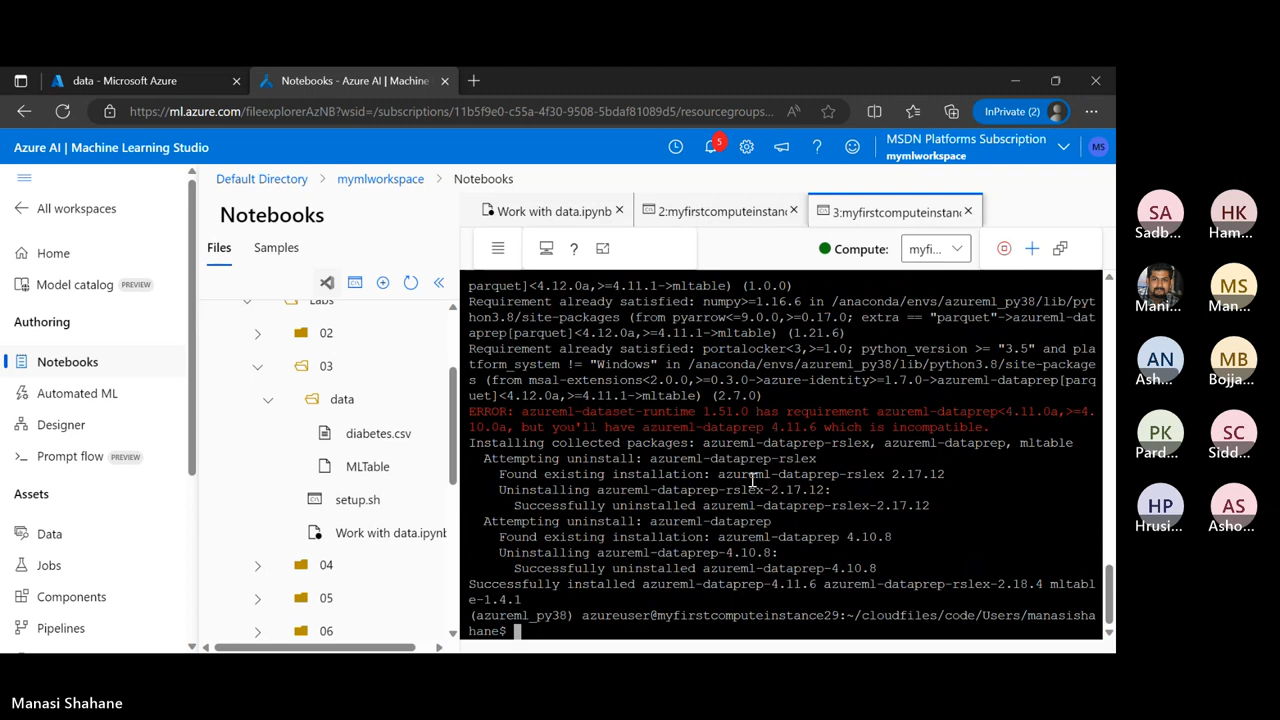 data - Microsoft Azure
Notebooks - Azure AI | Machine
https://ml.azure.com/fileexplorerAzNB?wsid=/subscriptions/11b5f9e0-c55a-4f30-9508-5bdaf81089d5/resourcegroups...
InPrivate (2)
Azure AI | Machine Learning Studio
5
MSDN Platforms Subscription
mymlworkspace
MS
All workspaces
Home
Model catalog PREVIEW
Authoring
Notebooks
Automated ML
Designer
Prompt flow PREVIEW
Assets
Data
Jobs
Components
Pipelines
Default Directory > mymlworkspace > Notebooks
Notebooks
Files
Samples
Labs
02
03
data
diabetes.csv
MLTable
setup.sh
Work with data.ipynb
04
05
06
Work with data.ipynb
2:myfirstcomputeinstanc
3:myfirstcomputeinstanc
Compute:
myfi...
parquet]<4.12.0a,>=4.11.1->mltable) (1.0.0)
Requirement already satisfied: numpy>=1.16.6 in /anaconda/envs/azureml_py38/lib/pyt
hon3.8/site-packages (from pyarrow<=9.0.0,>=0.17.0; extra == "parquet"->azureml-dat
aprep[parquet]<4.12.0a,>=4.11.1->mltable) (1.21.6)
Requirement already satisfied: portalocker<3,>=1.0; python_version >= "3.5" and pla
tform_system != "Windows" in /anaconda/envs/azureml_py38/lib/python3.8/site-package
s (from msal-extensions<2.0.0,>=0.3.0->azure-identity>=1.7.0->azureml-dataprep[parq
uet]<4.12.0a,>=4.11.1->mltable) (2.7.0)
ERROR: azureml-dataset-runtime 1.51.0 has requirement azureml-dataprep<4.11.0a,>=4.
10.0a, but you'll have azureml-dataprep 4.11.6 which is incompatible.
Installing collected packages: azureml-dataprep-rslex, azureml-dataprep, mltable
Attempting uninstall: azureml-dataprep-rslex
Found existing installation: azureml-dataprep-rslex 2.17.12
Uninstalling azureml-dataprep-rslex-2.17.12:
Successfully uninstalled azureml-dataprep-rslex-2.17.12
Attempting uninstall: azureml-dataprep
Found existing installation: azureml-dataprep 4.10.8
Uninstalling azureml-dataprep-4.10.8:
Successfully uninstalled azureml-dataprep-4.10.8
Successfully installed azureml-dataprep-4.11.6 azureml-dataprep-rslex-2.18.4 mltabl
e-1.4.1
(azureml_py38) azureuser@myfirstcomputeinstance29:~/cloudfiles/code/Users/manasisha
hane$
SA
Sadb...
HK
Ham...
Mani...
MS
Man...
AN
Ash...
MB
Bojja...
PK
Pard...
SC
Sidd...
HP
Hrusi...
AS
Asho...
Manasi Shahane